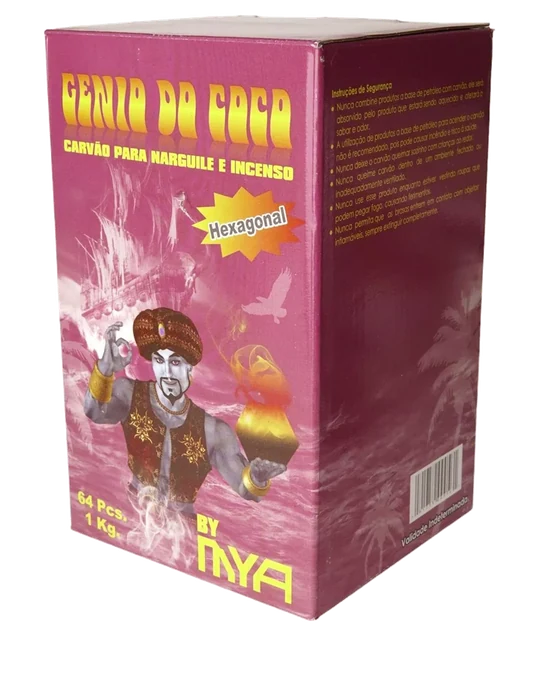 GENIO DO COCO
CARVÃO PARA NARGUILE E INCENSO
Hexagonal
64 Pcs.
1 Kg.
BY
MYA
Instruções de Segurança
• Nunca combine produtos a base de petróleo com carvão, ele será
absorvido pelo produto que estará sendo aquecido e afetará o
sabor e odor.
• A utilização de produtos a base de petróleo para acender o carvão
não é recomendado, pois pode causar incêndio e risco à saúde.
• Nunca deixe o carvão queimar sozinho com crianças ao redor.
• Nunca queime carvão dentro de um ambiente fechado ou
inadequadamente ventilado.
• Nunca use esse produto enquanto estiver vestindo roupas que
podem pegar fogo, causando ferimentos.
• Nunca permita que as brasas entrem em contato com objetos
inflamáveis, sempre extinguir completamente.
Validade Indeterminada.